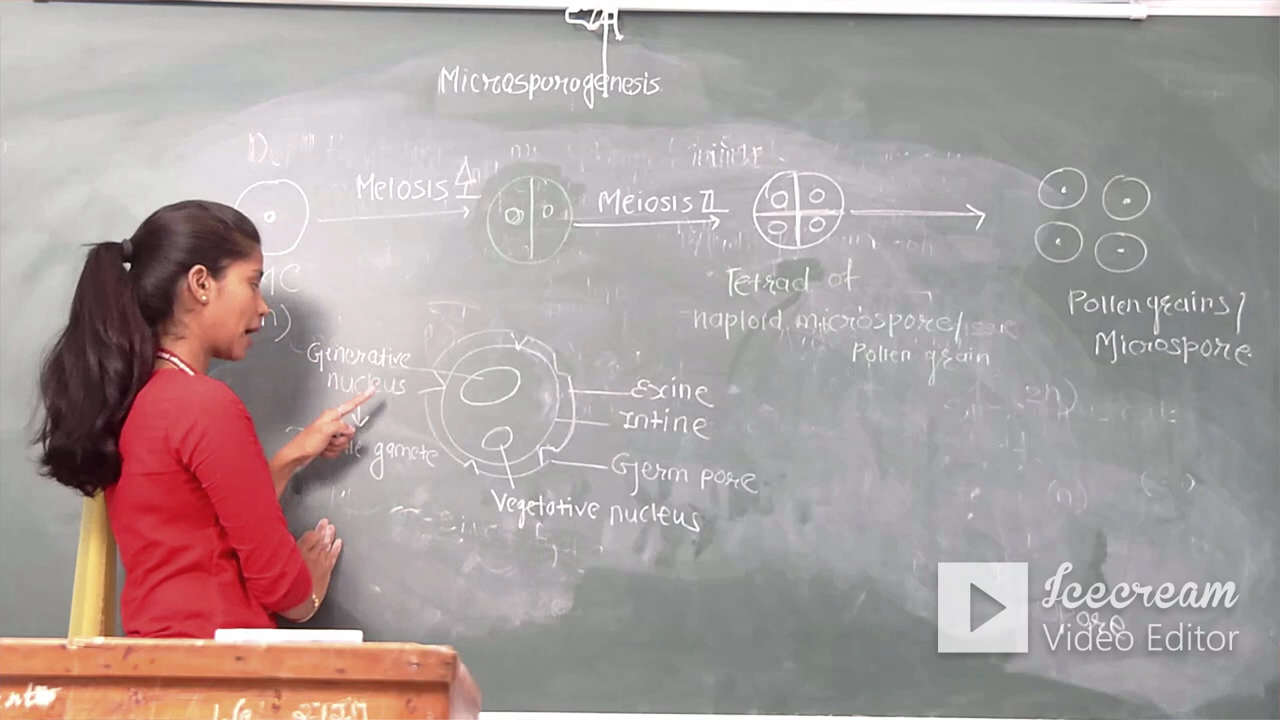 Microsporogenesis
Meiosis I
Meiosis II
Tetrad of
haploid microspore/
Pollen grain
Pollen grains/
Microspore
Generative
nucleus
gamete
Exine
Intine
Germ pore
Vegetative nucleus
Icecream
Video Editor